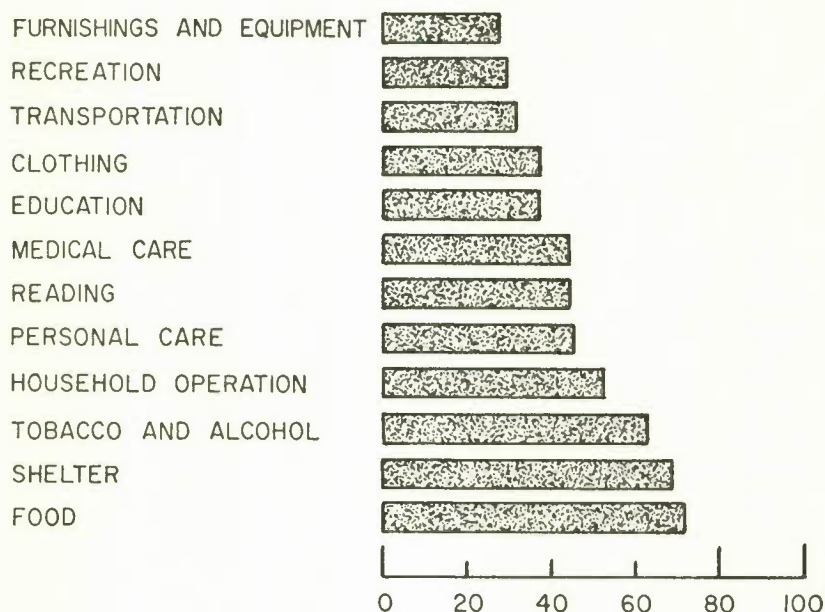 FURNISHINGS AND EQUIPMENT
RECREATION
TRANSPORTATION
CLOTHING
EDUCATION
MEDICAL CARE
READING
PERSONAL CARE
HOUSEHOLD OPERATION
TOBACCO AND ALCOHOL
SHELTER
FOOD
0 20 40 60 80 100